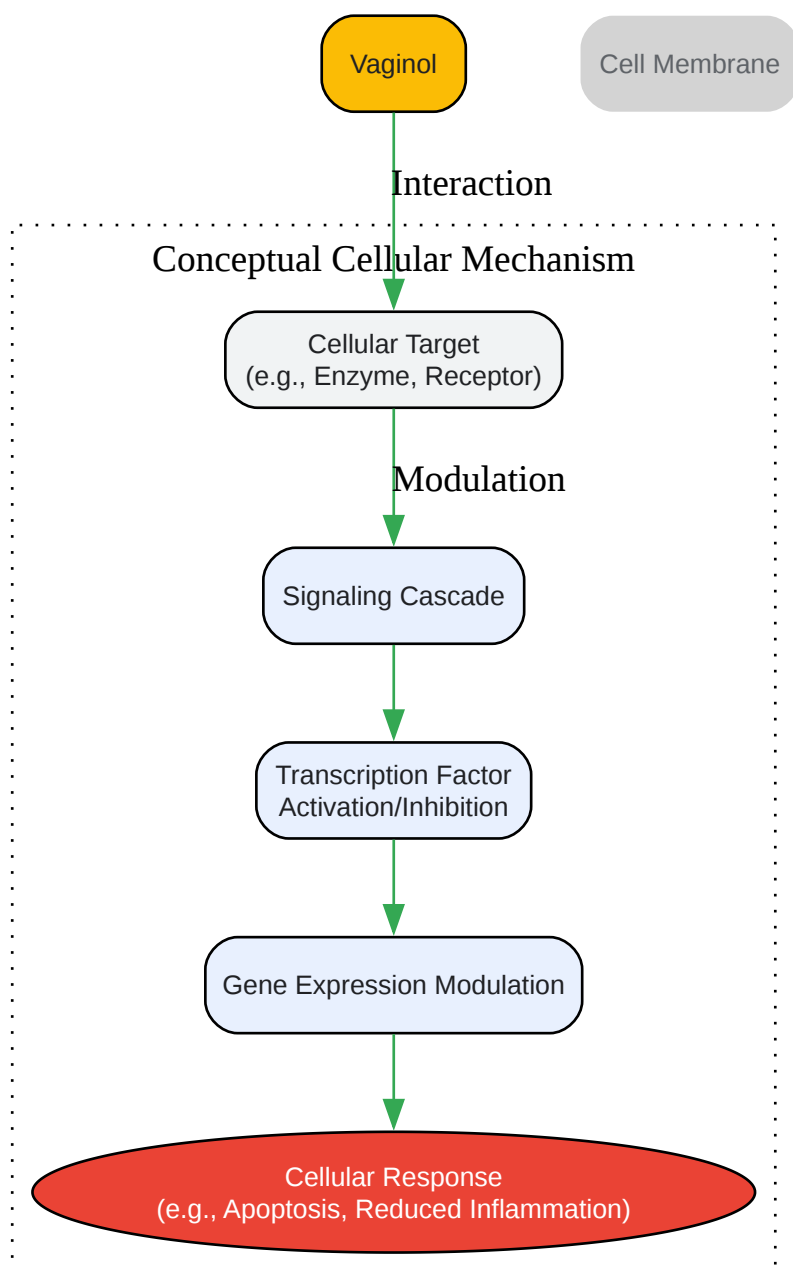 Vaginol
Cell Membrane
Interaction
Conceptual Cellular Mechanism
Cellular Target
(e.g., Enzyme, Receptor)
Modulation
Signaling Cascade
Transcription Factor
Activation/Inhibition
Gene Expression Modulation
Cellular Response
(e.g., Apoptosis, Reduced Inflammation)